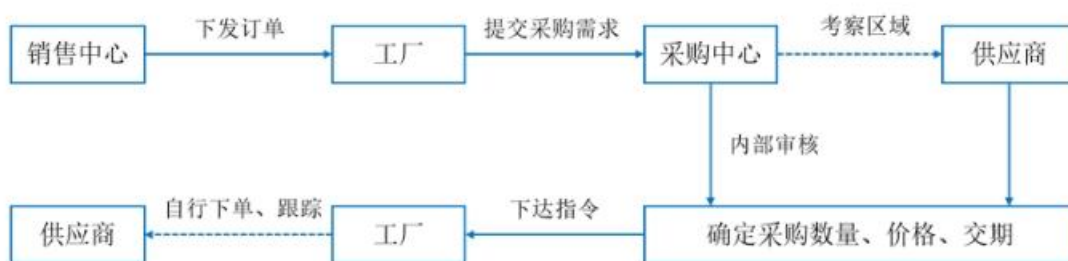 下发订单
提交采购需求
考察区域
销售中心
工厂
采购中心
供应商
内部审核
自行下单、跟踪
下达指令
供应商
工厂
确定采购数量、价格、交期